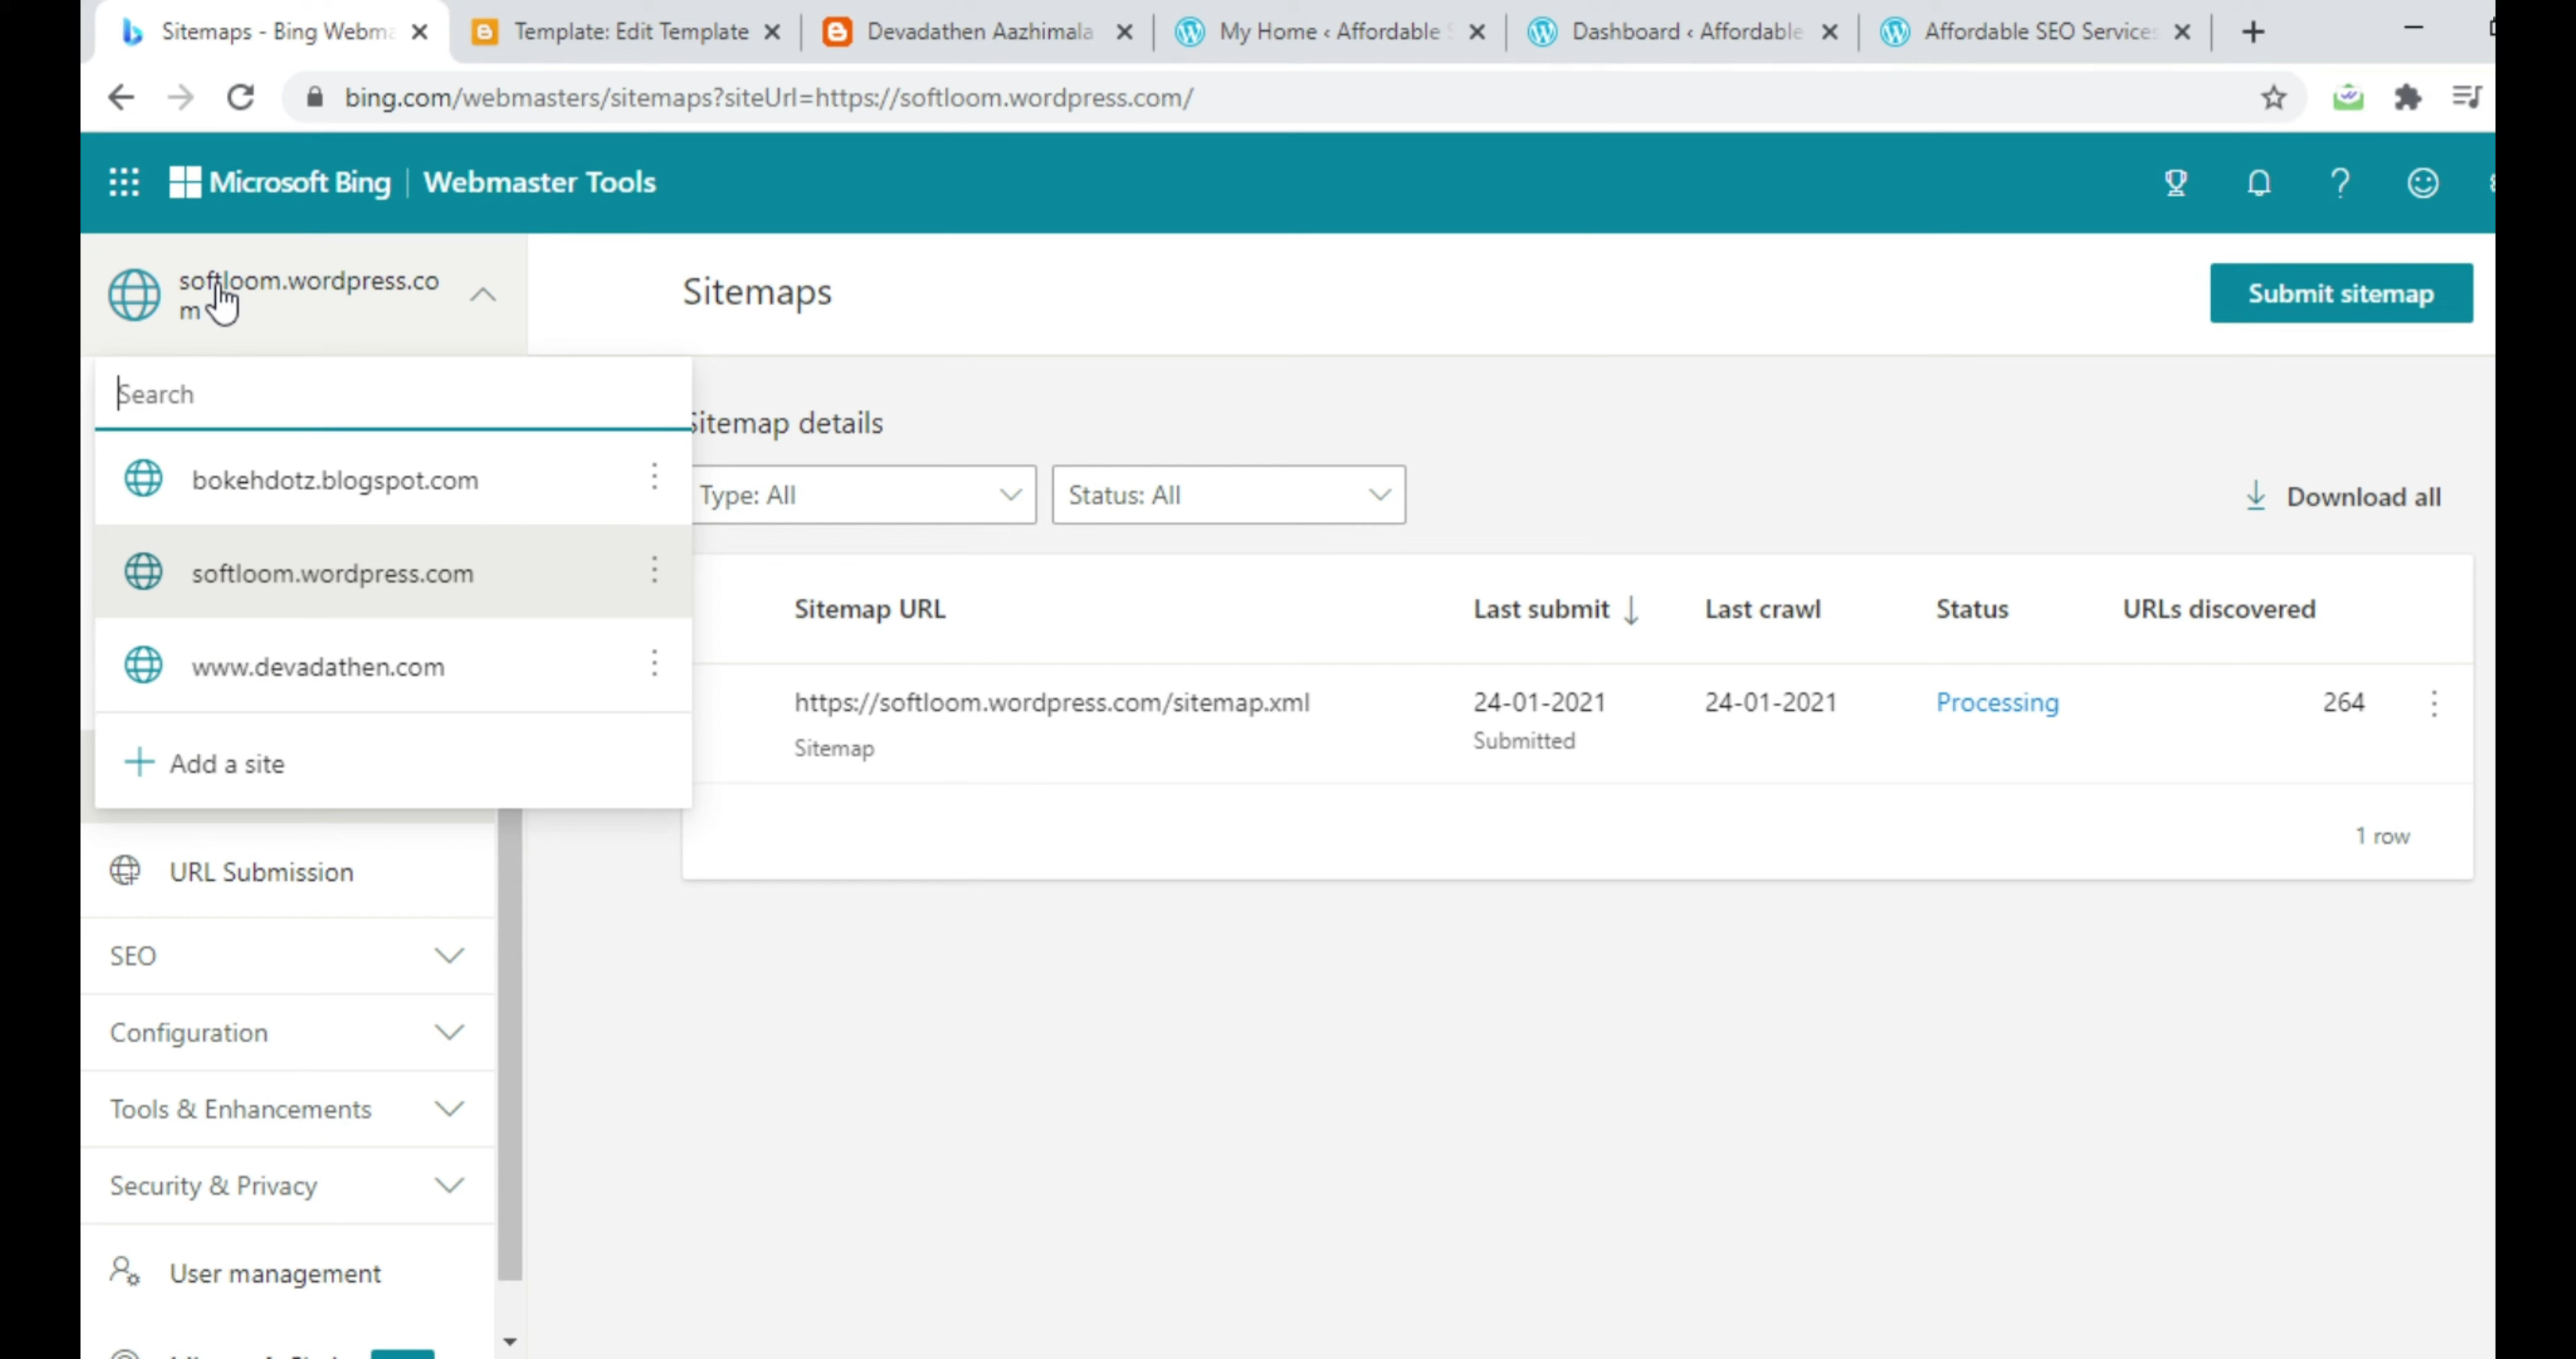 Sitemaps - Bing Webma
Template: Edit Template
Devadathen Aazhimala
My Home ‹ Affordable S
Dashboard ‹ Affordable
Affordable SEO Services
bing.com/webmasters/sitemaps?siteUrl=https://softloom.wordpress.com/
Microsoft Bing | Webmaster Tools
softloom.wordpress.co
m
Sitemaps
Submit sitemap
Search
bokehdotz.blogspot.com
softloom.wordpress.com
www.devadathen.com
Add a site
Sitemap details
Type: All
Status: All
Download all
Sitemap URL
Last submit
Last crawl
Status
URLs discovered
https://softloom.wordpress.com/sitemap.xml
24-01-2021
24-01-2021
Processing
264
Sitemap
Submitted
1 row
URL Submission
SEO
Configuration
Tools & Enhancements
Security & Privacy
User management